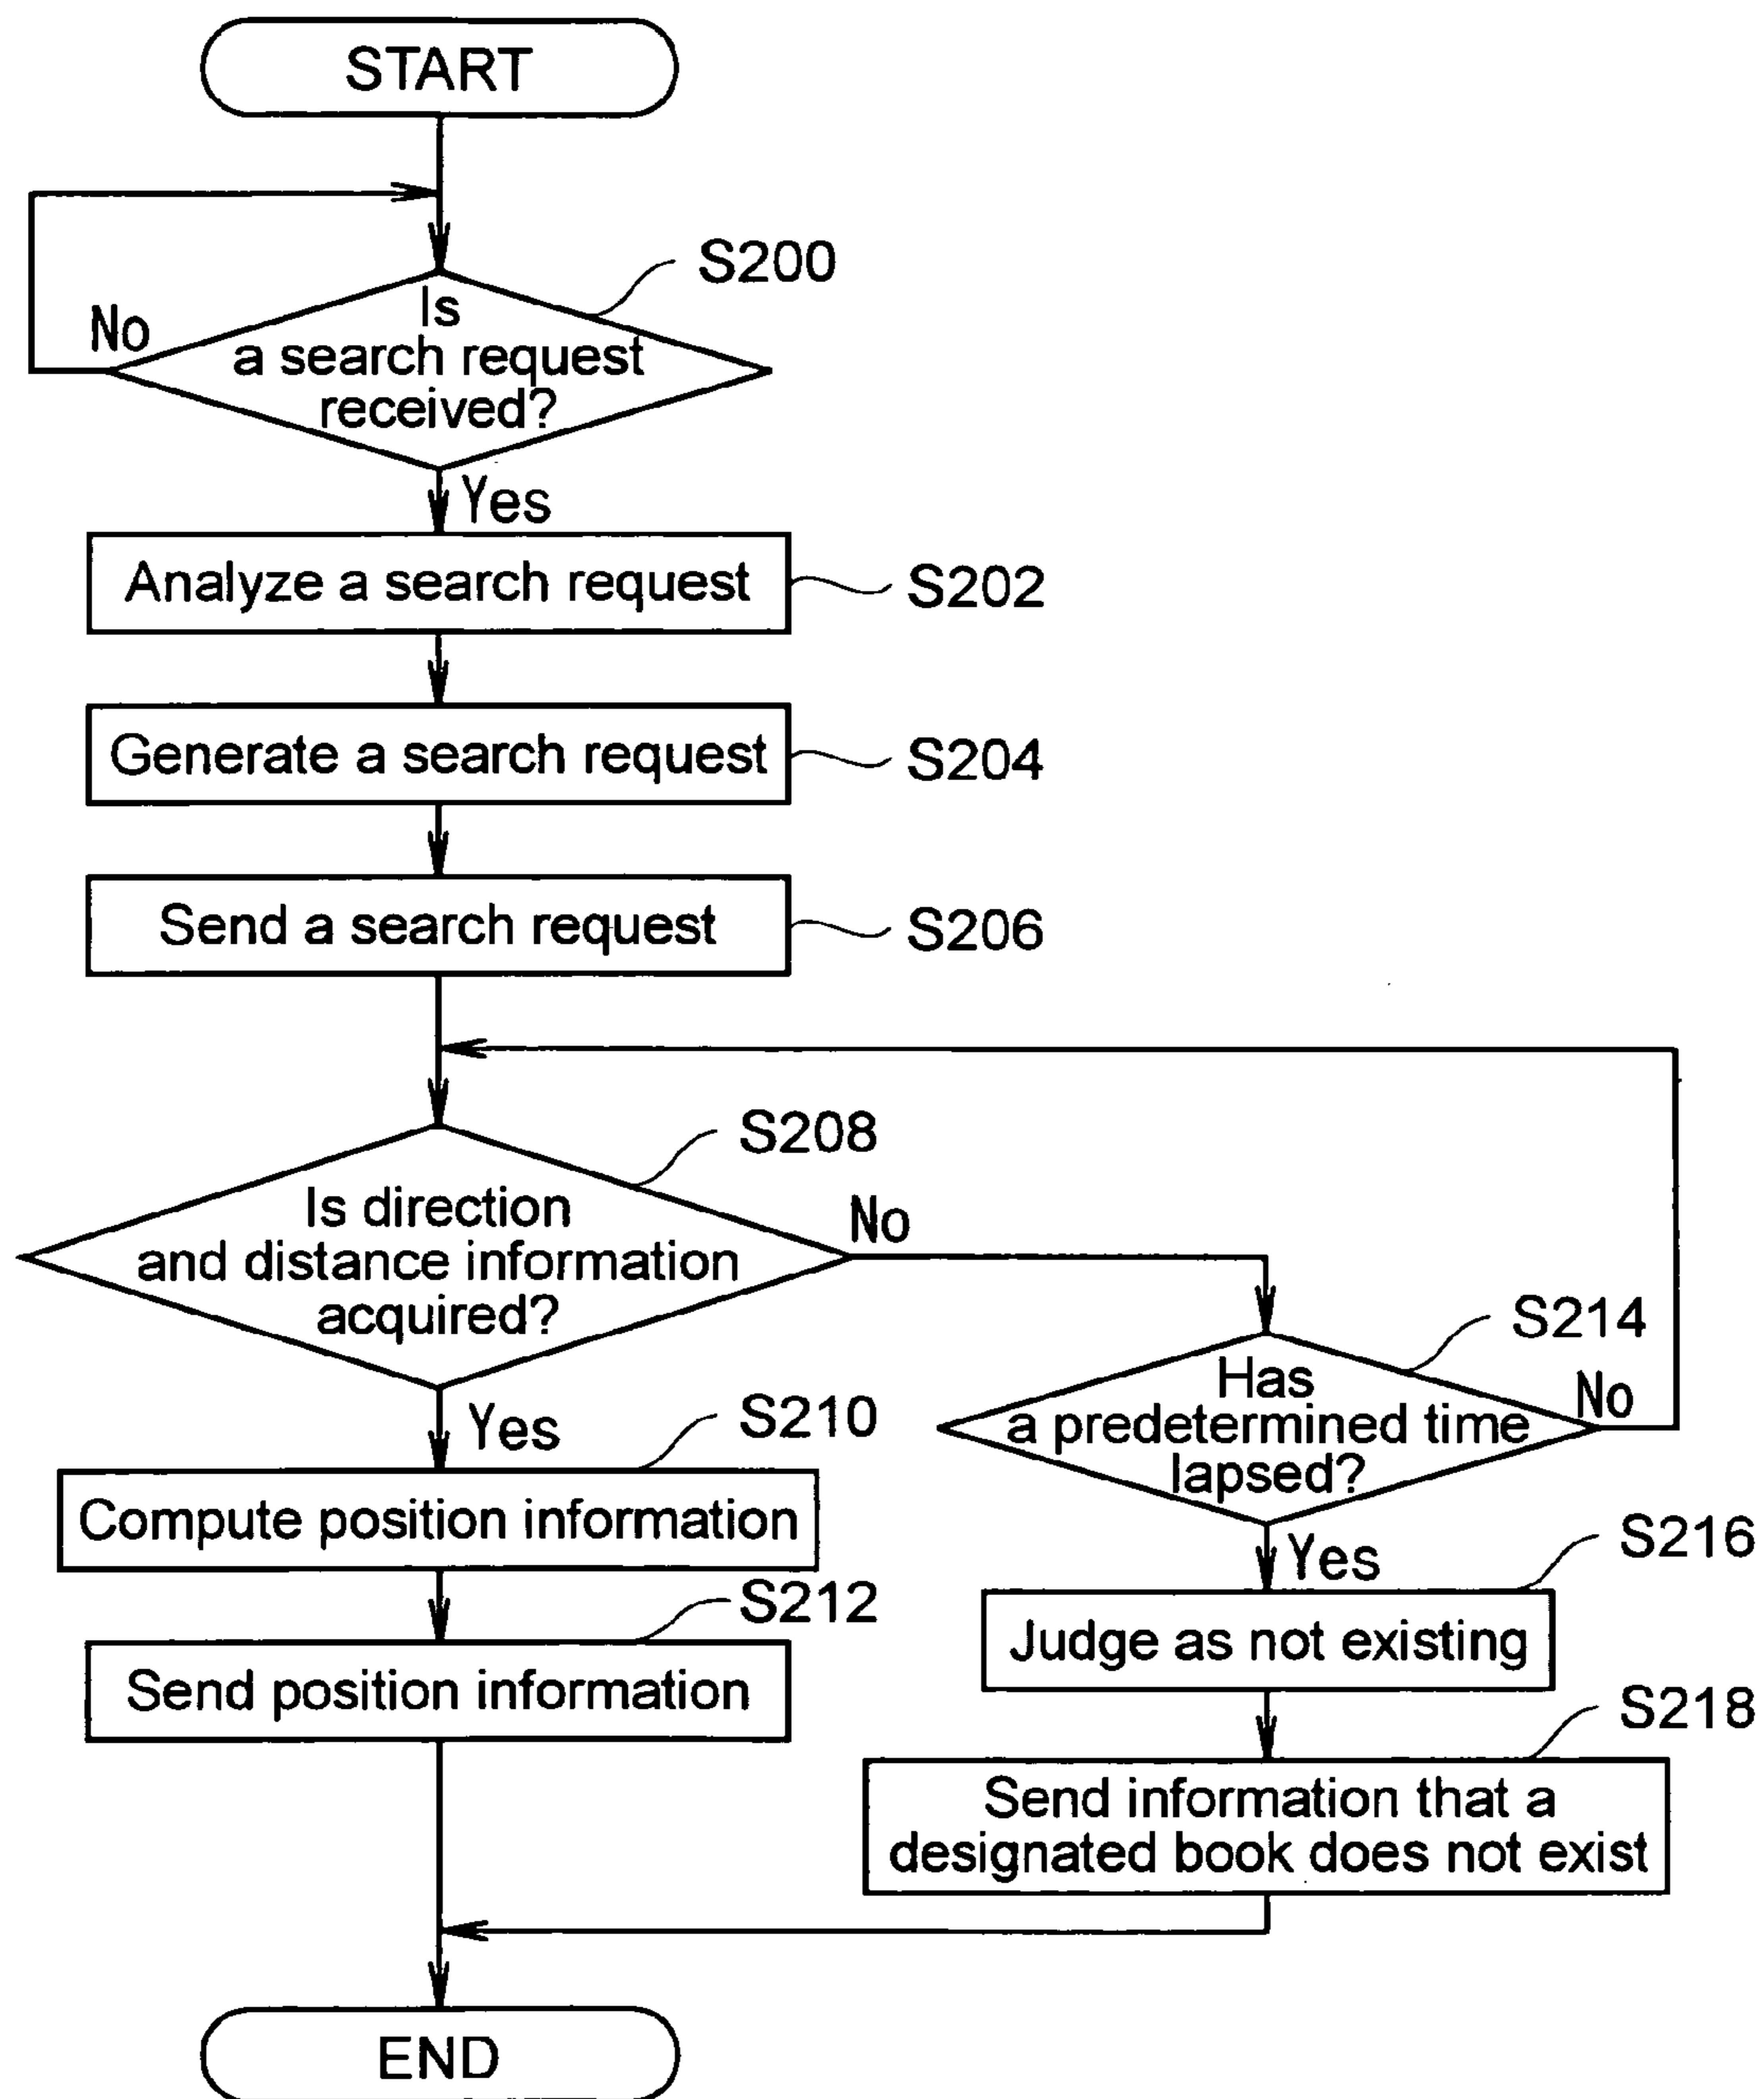 START
S200
No
Is
a search request
received?
Yes
Analyze a search request
S202
Generate a search request
S204
Send a search request
S206
S208
Is direction
and distance information
acquired?
No
S214
Has
a predetermined time
lapsed?
No
Yes
S210
Compute position information
Yes
S216
Judge as not existing
S212
Send position information
S218
Send information that a
designated book does not exist
END